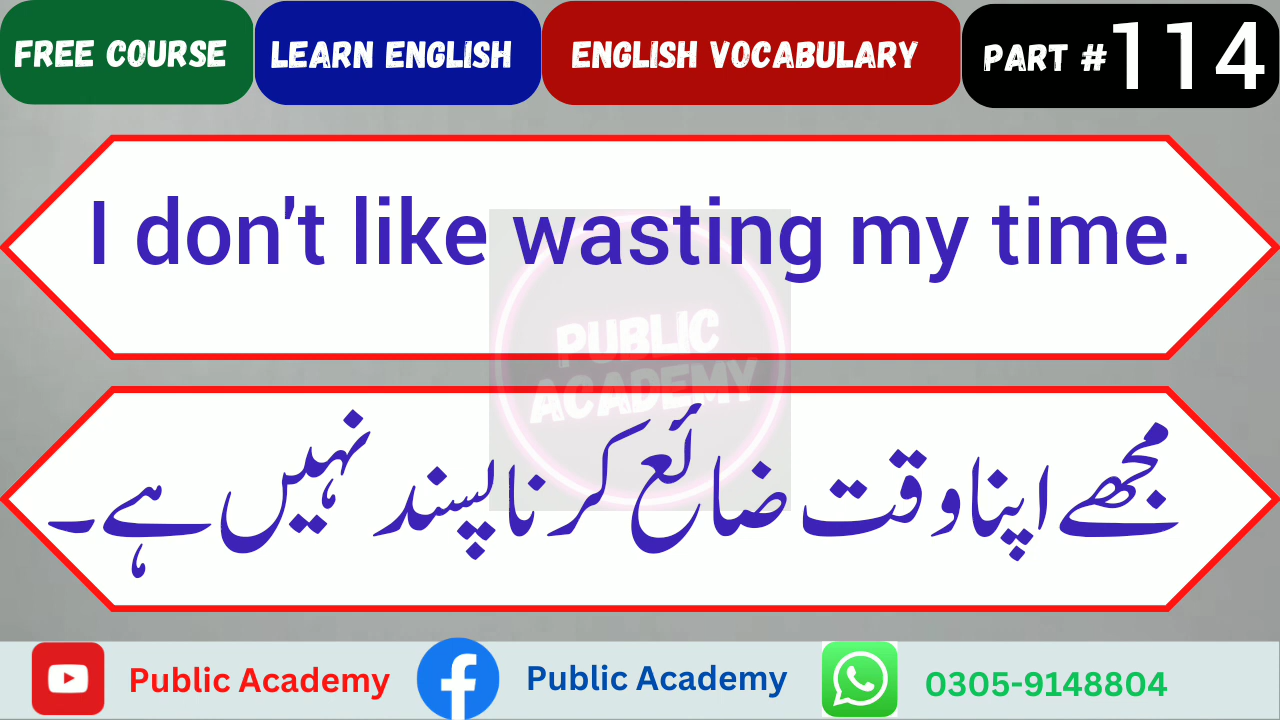 FREE COURSE LEARN ENGLISH ENGLISH VOCABULARY PART #114
I don't like wasting my time.
PUBLIC
ACADEMY
مجھے اپنا وقت ضائع کرنا پسند نہیں ہے۔
Public Academy Public Academy 0305-9148804